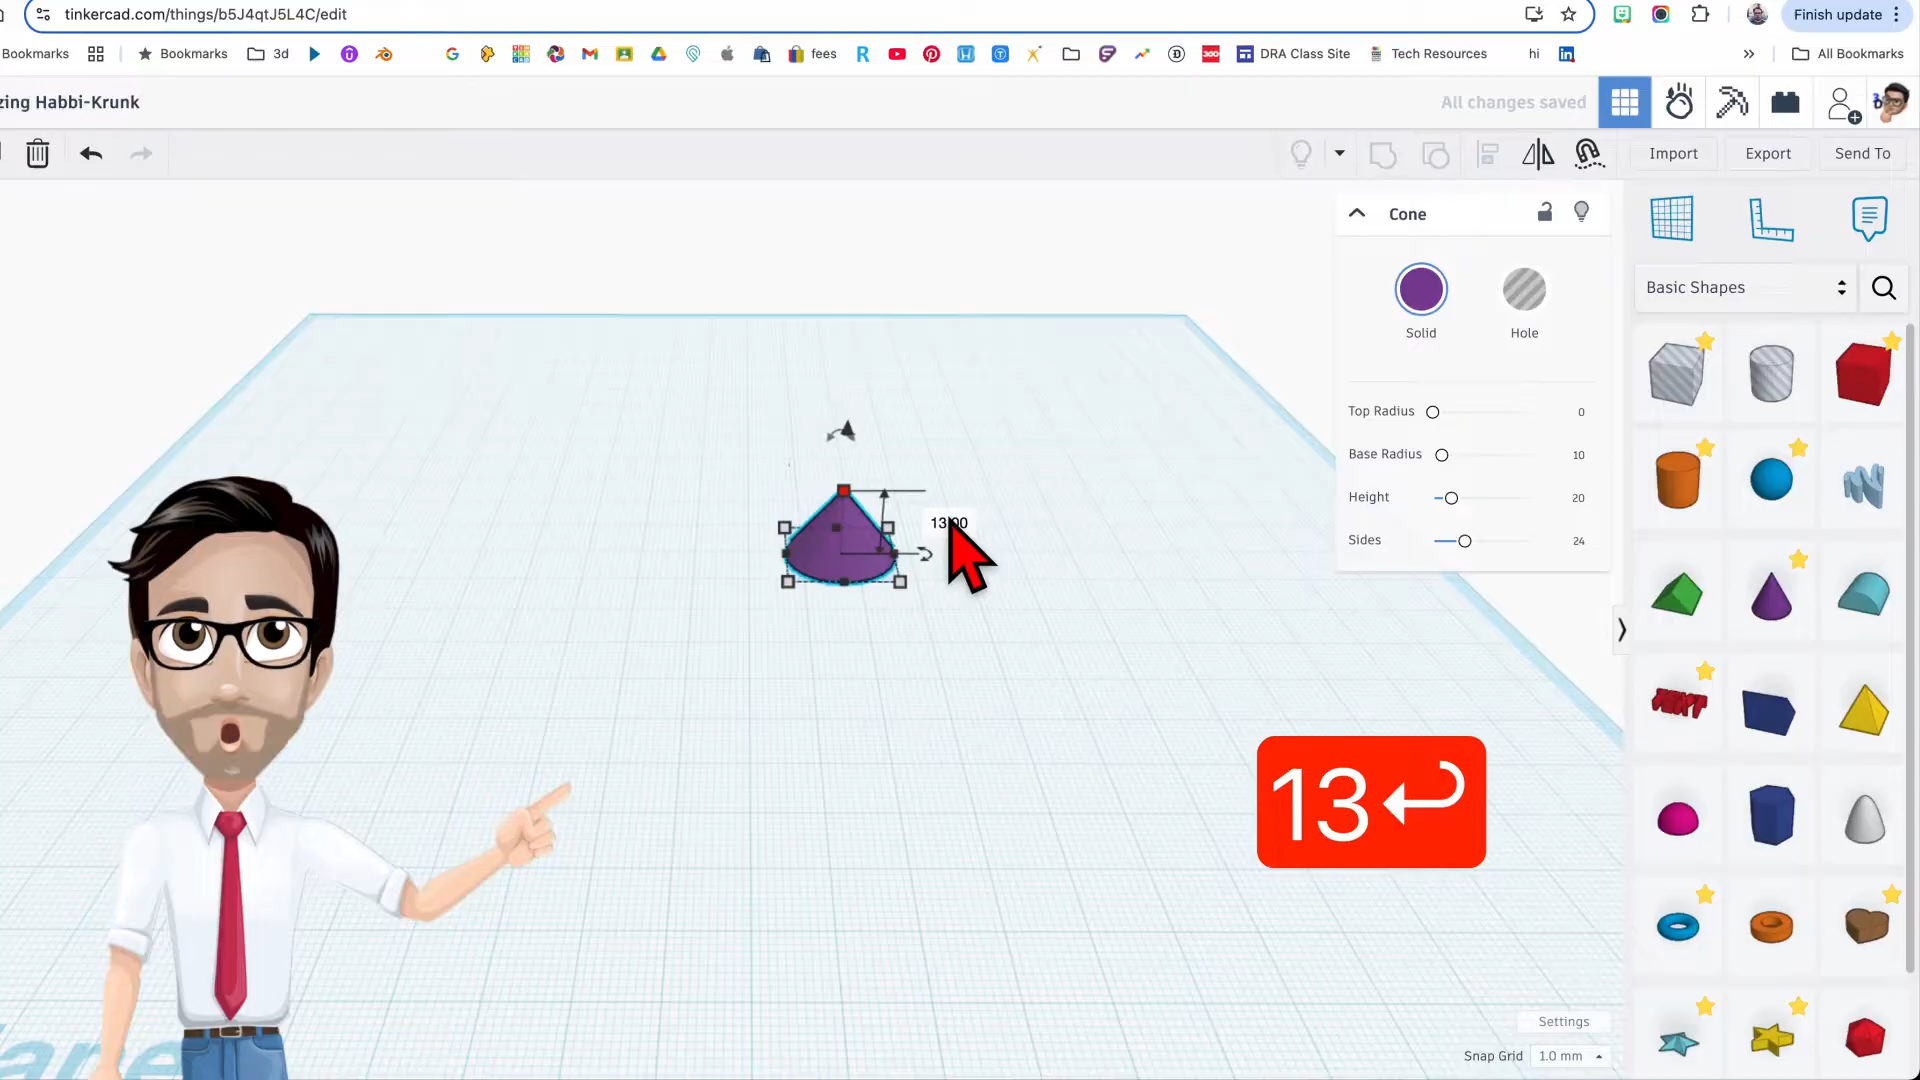 tinkercad.com/things/b5J4qtJ5L4C/edit
Finish update
Bookmarks
Bookmarks
3d
fees
DRA Class Site
Tech Resources
hi
All Bookmarks
zing Habbi-Krunk
All changes saved
Import
Export
Send To
Cone
Solid
Hole
Top Radius 0
Base Radius 10
Height 20
Sides 24
Basic Shapes
13.00
13
Settings
Snap Grid 1.0 mm